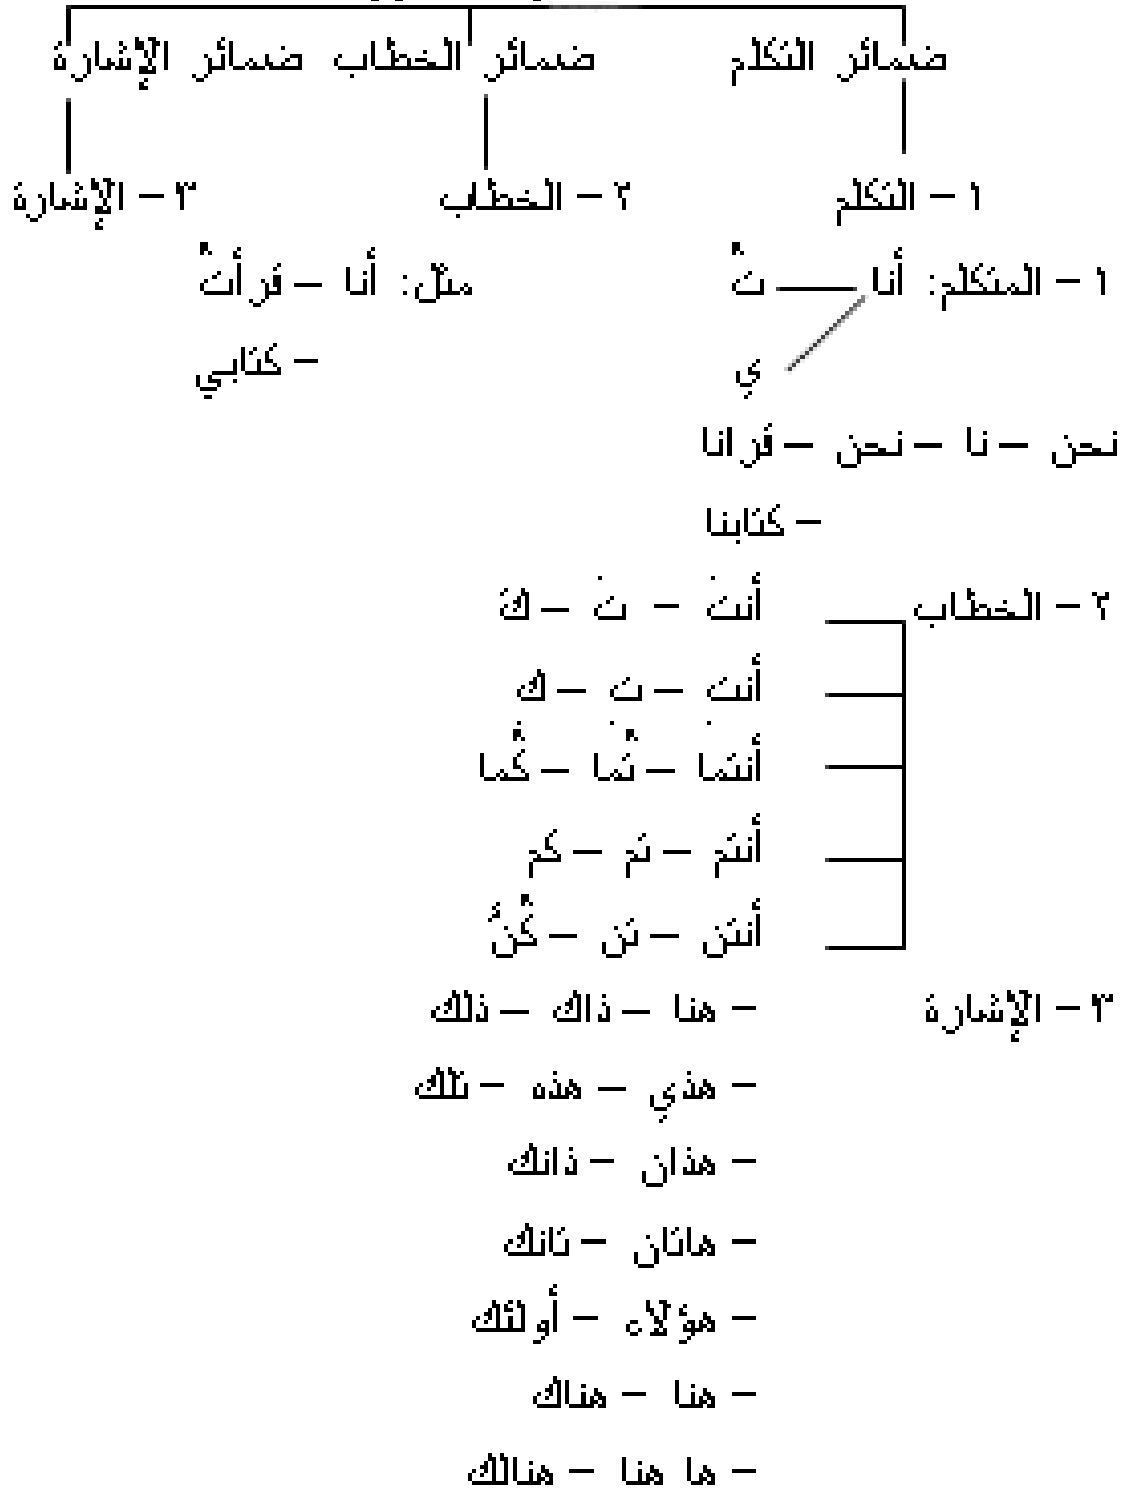 ضمائر التكلم ضمائر الخطاب ضمائر الإشارة
١ – التكلم ٢ – الخطاب ٣ – الإشارة
١ – المتكلم: أنا — تُ مثل: أنا – قرأتُ
ي – كتابي
نحن – نا – نحن – قرانا
– كتابنا
٢ – الخطاب أنتَ – تَ – كَ
أنتِ – تِ – كِ
أنتما – تُما – كُما
أنتم – تم – كم
أنتن – تن – كُنَّ
٣ – الإشارة – هنا – ذاك – ذلك
– هذي – هذه – تلك
– هذان – ذانك
– هاتان – تانك
– هؤلاء – أولئك
– هنا – هناك
– ها هنا – هنالك